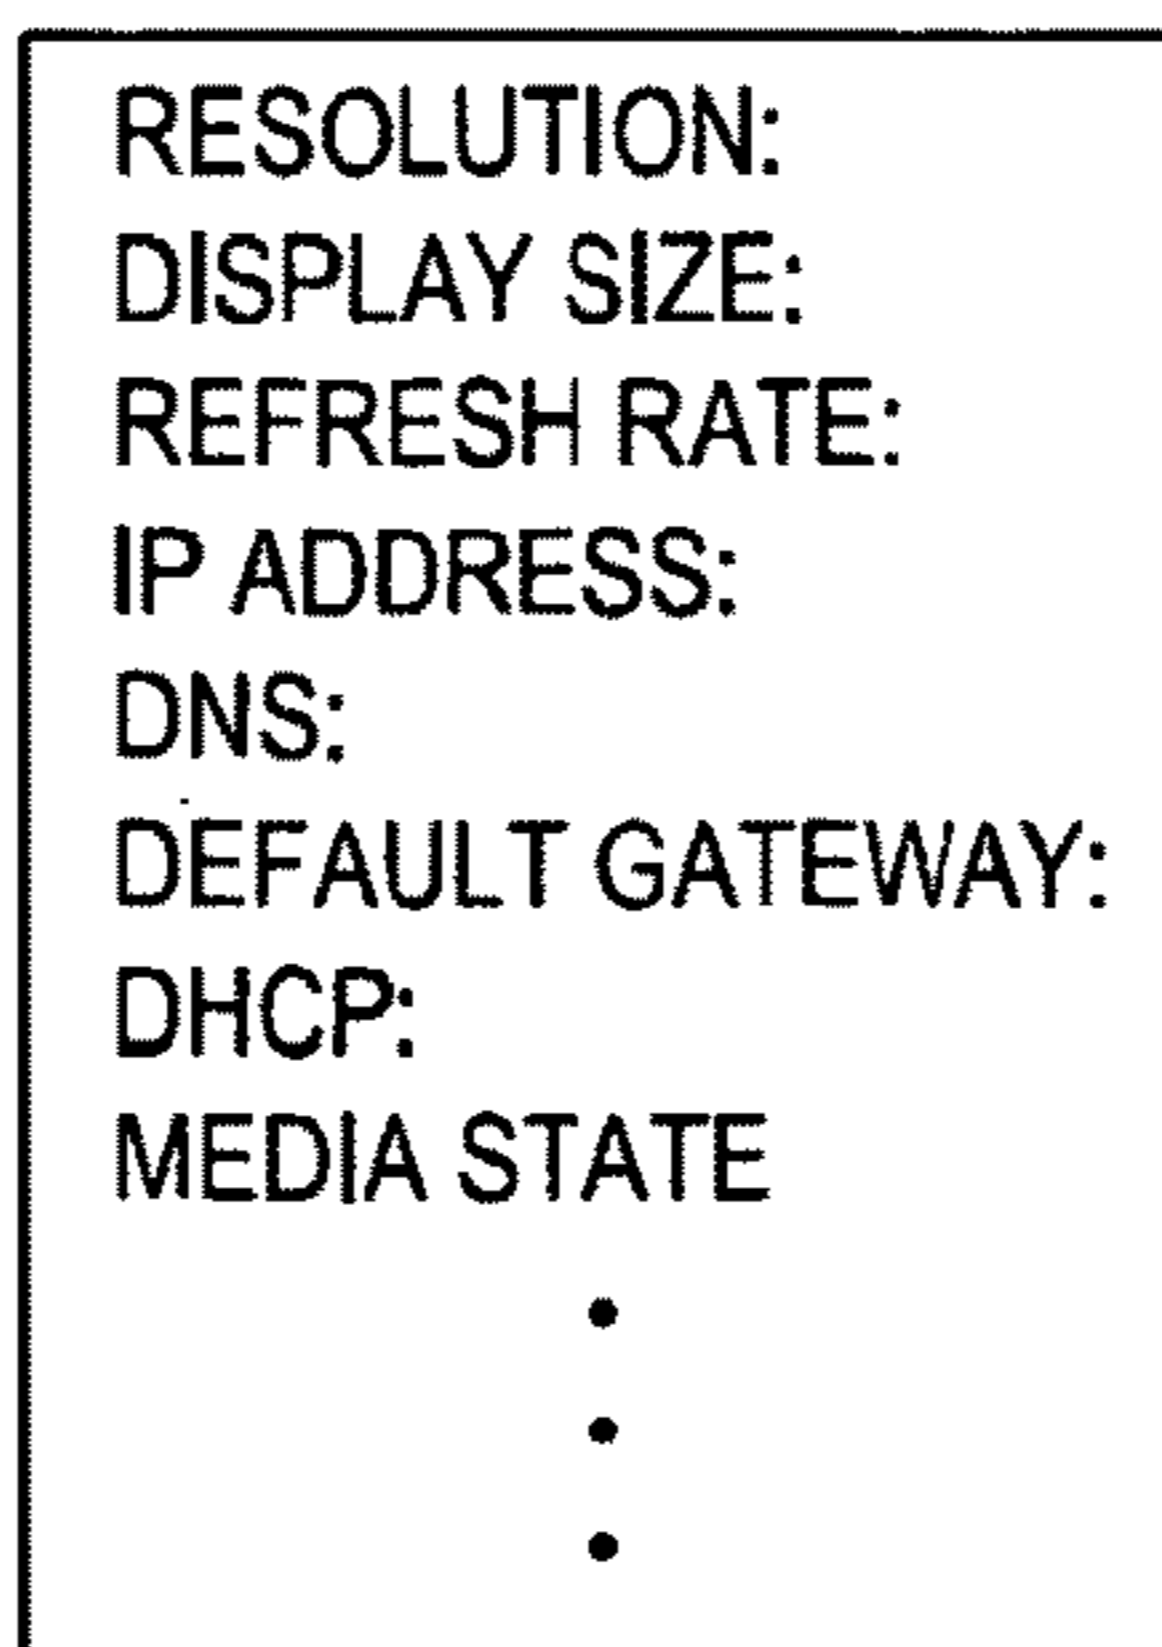 RESOLUTION:
DISPLAY SIZE:
REFRESH RATE:
IP ADDRESS:
DNS:
DEFAULT GATEWAY:
DHCP:
MEDIA STATE